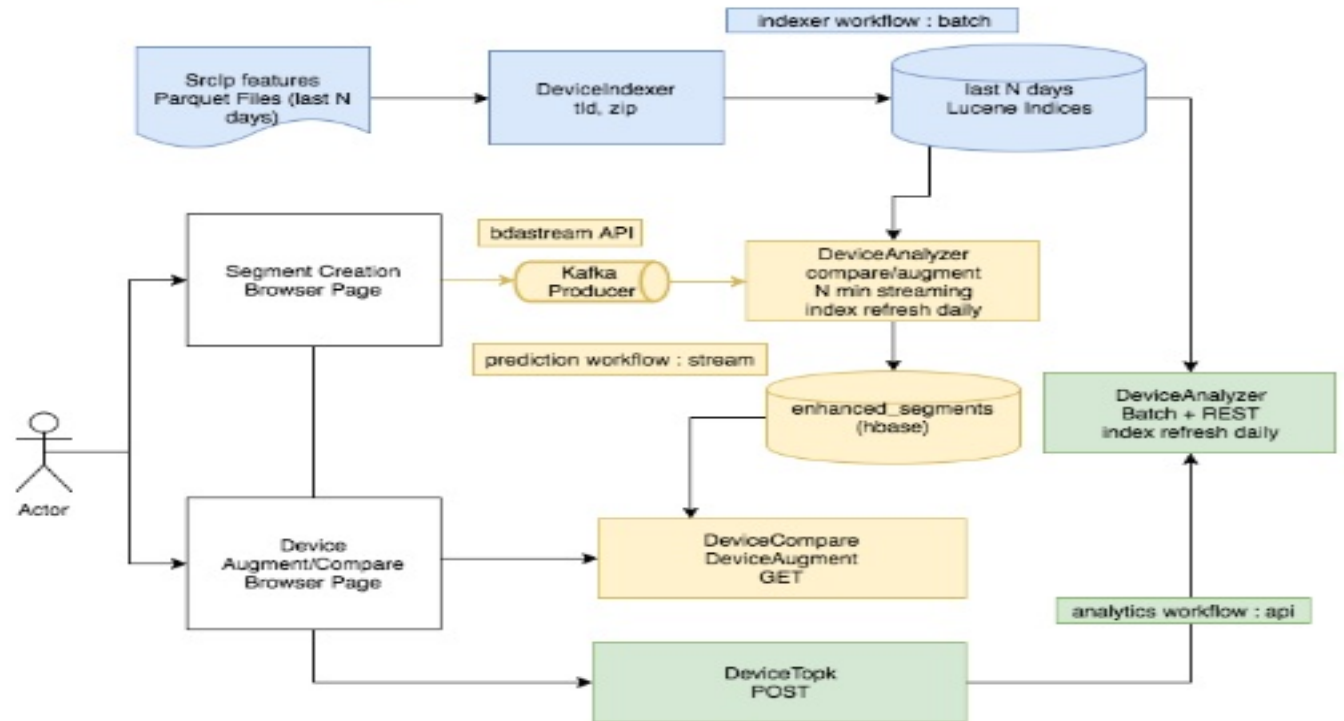 indexer workflow : batch
SrcIp features
Parquet Files (last N
days)
DeviceIndexer
tld, zip
last N days
Lucene Indices
bdastream API
Segment Creation
Browser Page
Kafka
Producer
DeviceAnalyzer
compare/augment
N min streaming
index refresh daily
prediction workflow : stream
enhanced_segments
(hbase)
DeviceAnalyzer
Batch + REST
index refresh daily
Actor
Device
Augment/Compare
Browser Page
DeviceCompare
DeviceAugment
GET
analytics workflow : api
DeviceTopk
POST